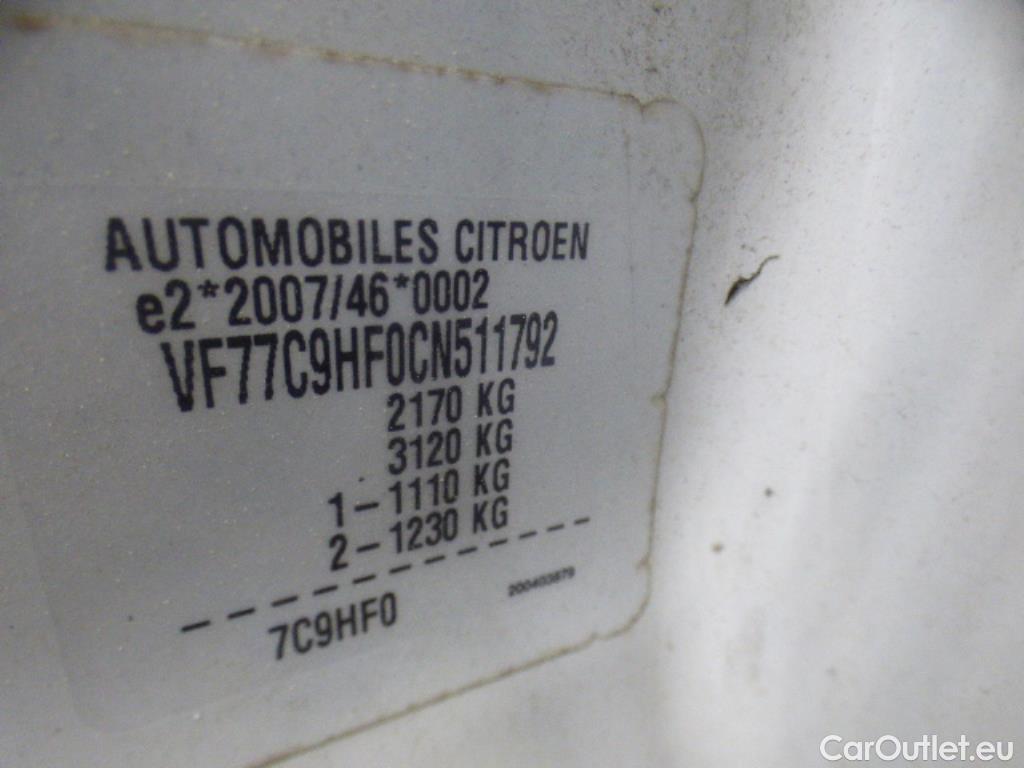 AUTOMOBILES CITROEN
e2*2007/46*0002
VF77C9HF0CN511792
2170 KG
3120 KG
1-1110 KG
2-1230 KG
7C9HF0
200403879
CarOutlet.eu